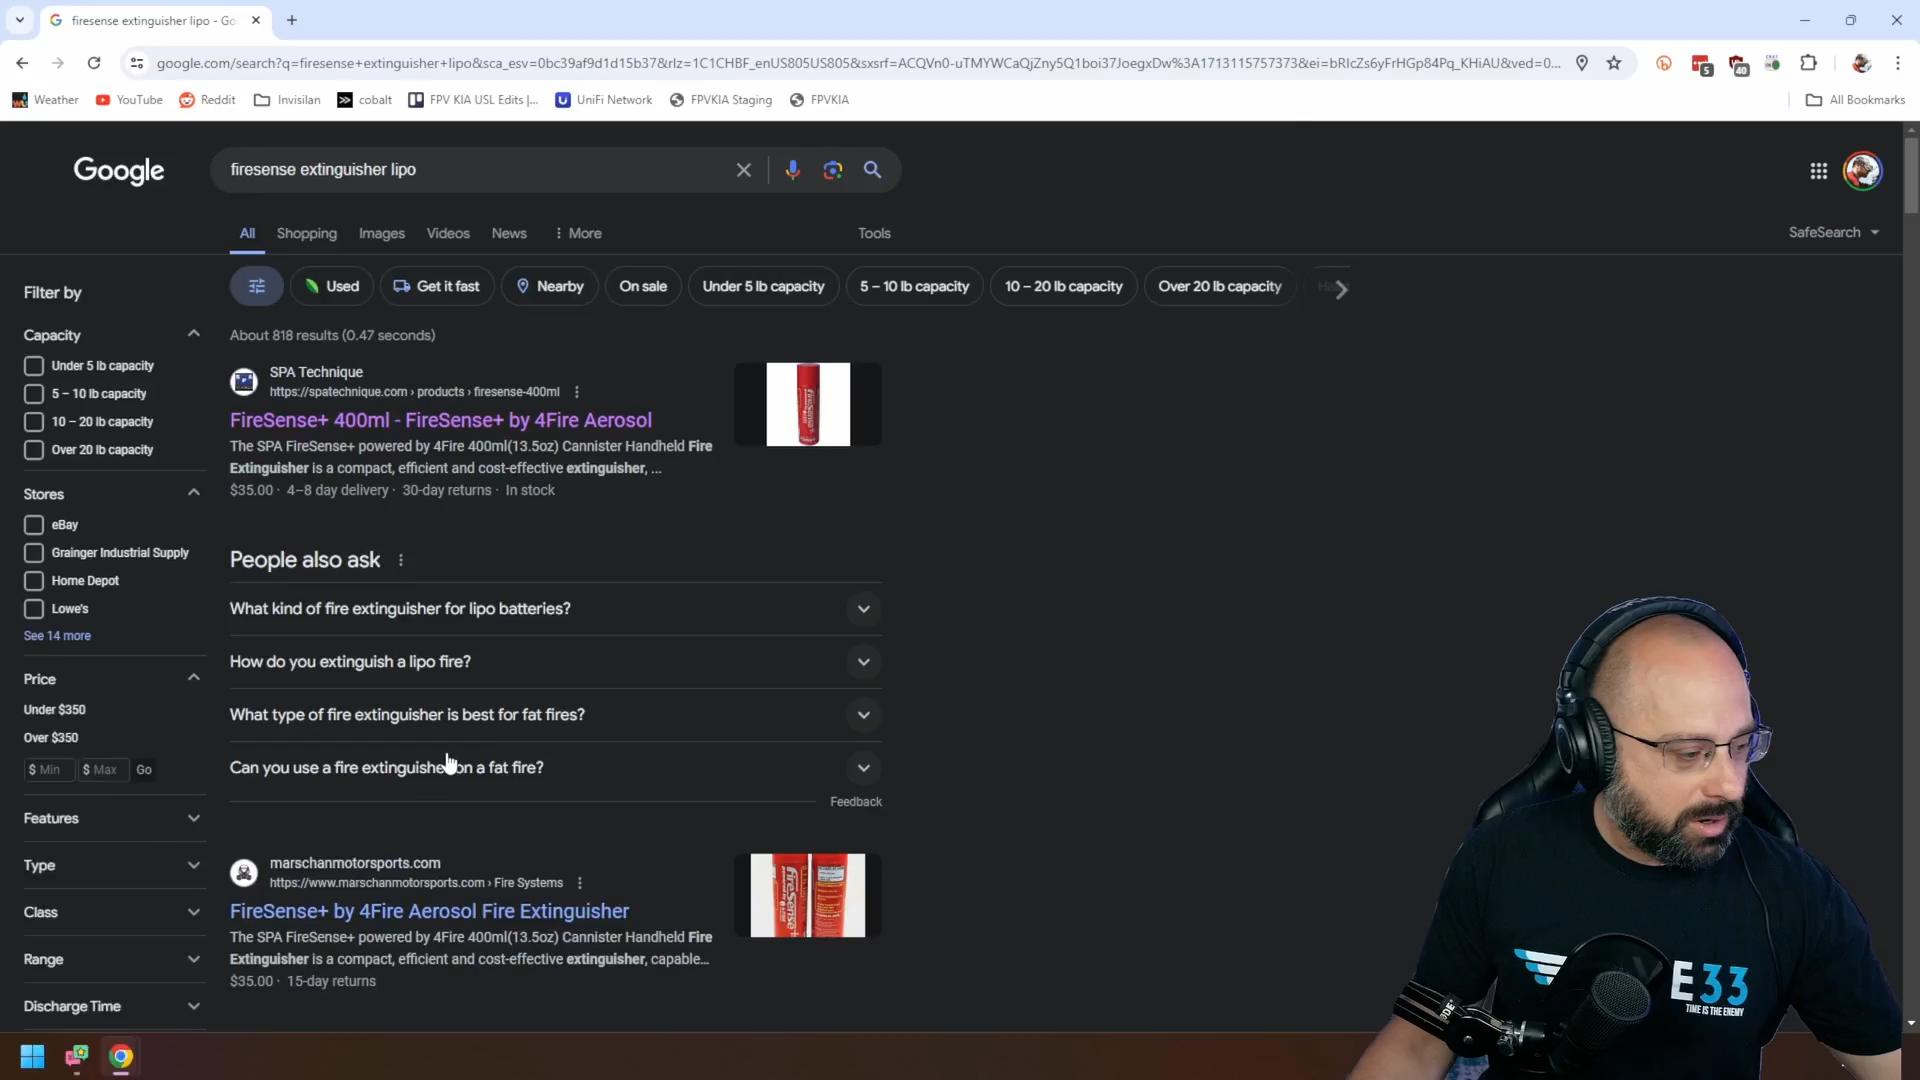 firesense extinguisher lipo - Go
google.com/search?q=firesense+extinguisher+lipo&sca_esv=0bc39af9d1d15b37&rlz=1C1CHBF_enUS805US805&sxsrf=ACQVn0-uTMYWCaQjZny5Q1boi37JoegxDw%3A1713115757373&ei=bRIcZs6yFrHGp84Pq_KHiAU&ved=0...
5
40
Weather
YouTube
Reddit
Invisilan
cobalt
FPV KIA USL Edits |...
UniFi Network
FPVKIA Staging
FPVKIA
All Bookmarks
Google
firesense extinguisher lipo
All
Shopping
Images
Videos
News
More
Tools
SafeSearch
Used
Get it fast
Nearby
On sale
Under 5 lb capacity
5 – 10 lb capacity
10 – 20 lb capacity
Over 20 lb capacity
About 818 results (0.47 seconds)
Filter by
Capacity
Under 5 lb capacity
5 – 10 lb capacity
10 – 20 lb capacity
Over 20 lb capacity
Stores
eBay
Grainger Industrial Supply
Home Depot
Lowe's
See 14 more
Price
Under $350
Over $350
$ Min
$ Max
Go
Features
Type
Class
Range
Discharge Time
SPA Technique
https://spatechnique.com › products › firesense-400ml
FireSense+ 400ml - FireSense+ by 4Fire Aerosol
The SPA FireSense+ powered by 4Fire 400ml(13.5oz) Cannister Handheld Fire
Extinguisher is a compact, efficient and cost-effective extinguisher, ...
$35.00 · 4–8 day delivery · 30-day returns · In stock
People also ask
What kind of fire extinguisher for lipo batteries?
How do you extinguish a lipo fire?
What type of fire extinguisher is best for fat fires?
Can you use a fire extinguisher on a fat fire?
Feedback
marschanmotorsports.com
https://www.marschanmotorsports.com › Fire Systems
FireSense+ by 4Fire Aerosol Fire Extinguisher
The SPA FireSense+ powered by 4Fire 400ml(13.5oz) Cannister Handheld Fire
Extinguisher is a compact, efficient and cost-effective extinguisher, capable...
$35.00 · 15-day returns
FireSense+
FireSense+
E 33
TIME IS THE ENEMY